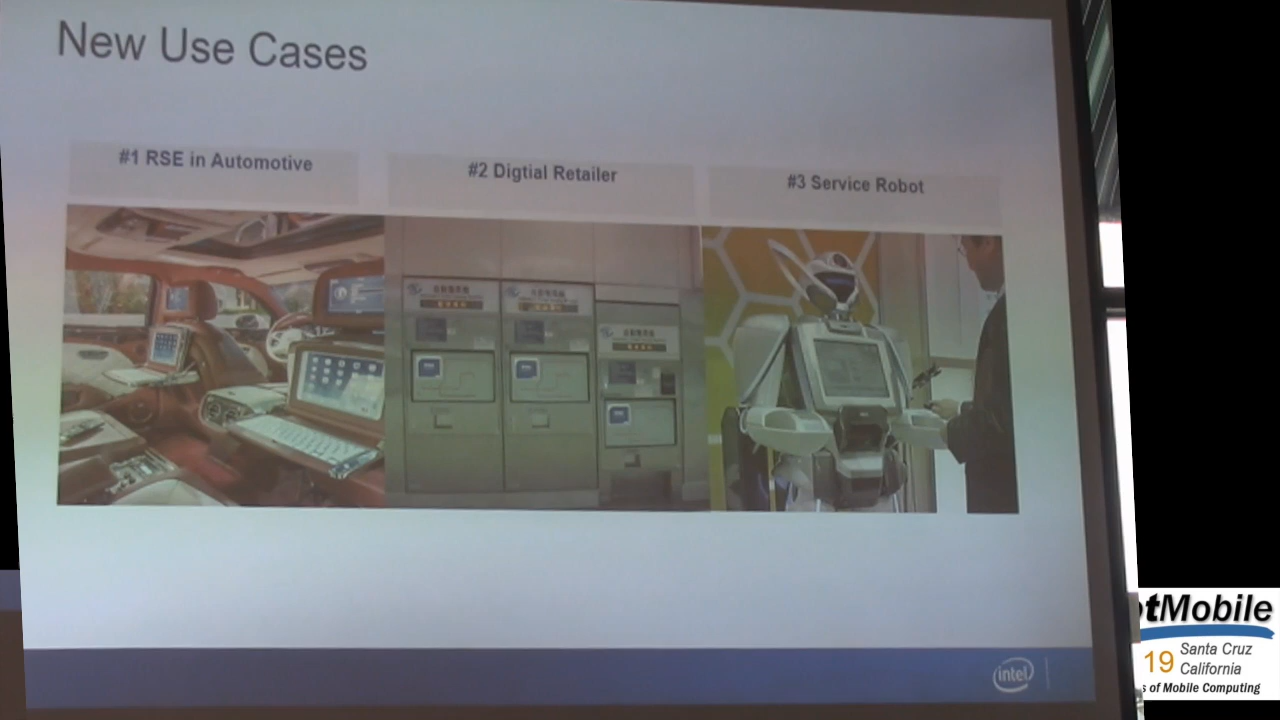 New Use Cases
#1 RSE in Automotive
#2 Digtial Retailer
#3 Service Robot
intel
tMobile
19
Santa Cruz
California
of Mobile Computing